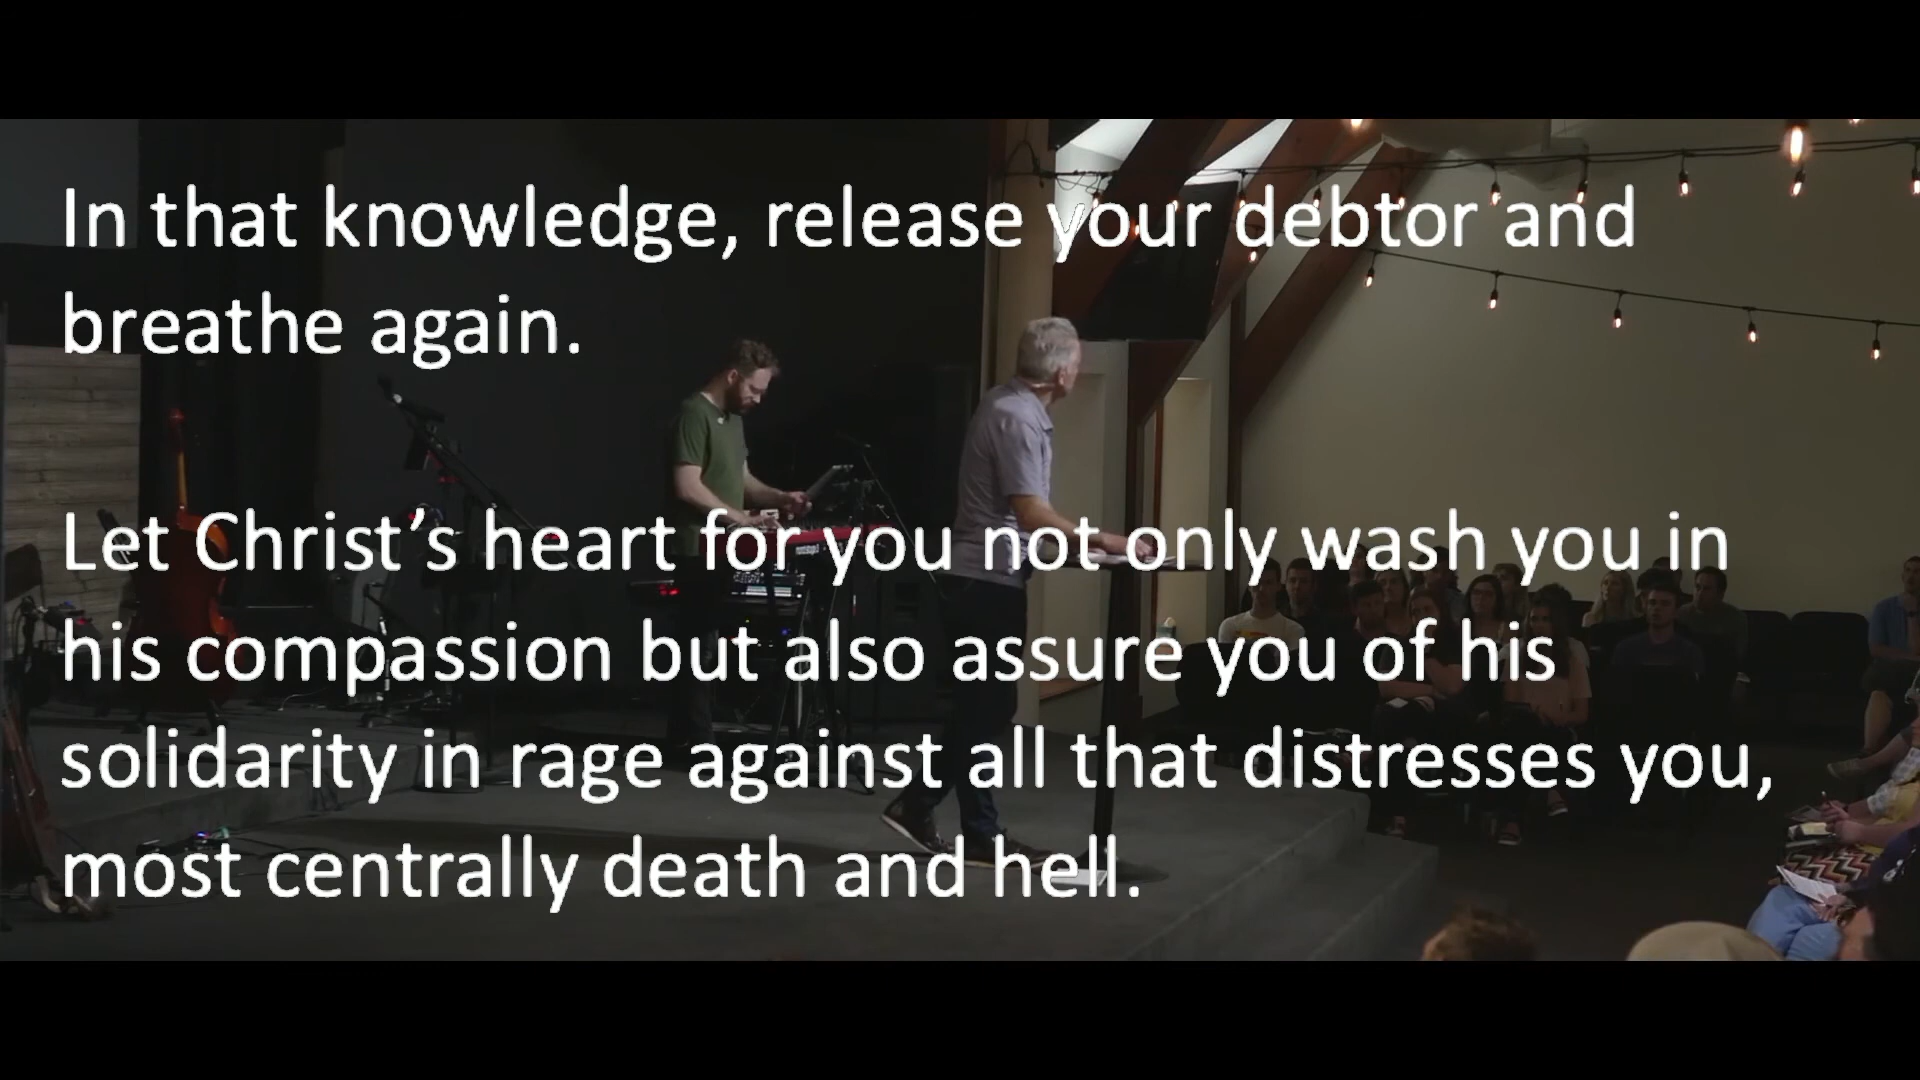 In that knowledge, release your debtor and
breathe again.
Let Christ’s heart for you not only wash you in
his compassion but also assure you of his
solidarity in rage against all that distresses you,
most centrally death and hell.